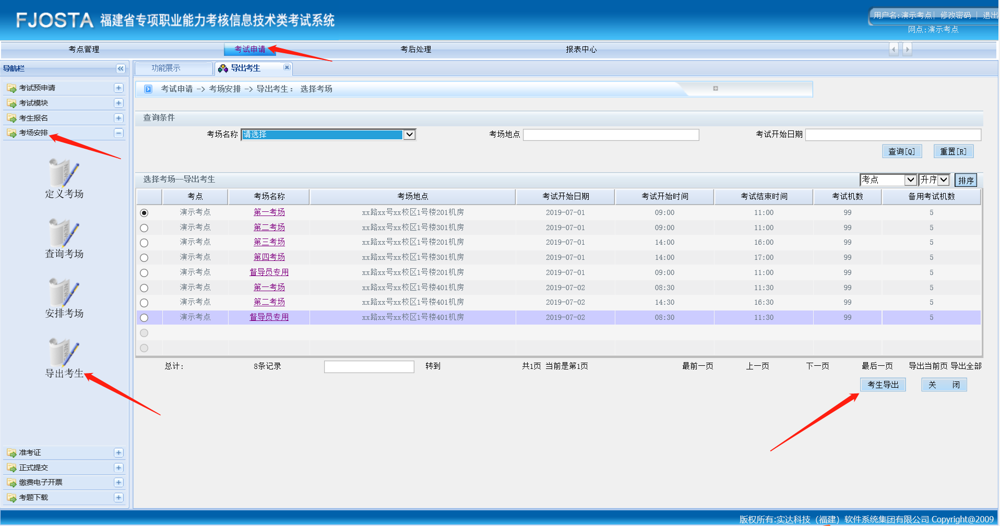 FJOSTA 福建省专项职业能力考核信息技术类考试系统
用户名:演示考点| 修改密码 | 退出
网点:演示考点
考点管理 考试申请 考后处理 报表中心
导航栏
考试预申请
考试模块
考生报名
考场安排
定义考场
查询考场
安排考场
导出考生
准考证
正式提交
缴费电子开票
考题下载
功能展示 导出考生
考试申请 -> 考场安排 -> 导出考生: 选择考场
查询条件
考场名称 请选择 考场地点 考试开始日期
查询[Q] 重置[R]
选择考场--导出考生 考点 升序 排序
考点 考场名称 考场地点 考试开始日期 考试开始时间 考试结束时间 考试机数 备用考试机数
演示考点 第一考场 xx路xx号xx校区1号楼201机房 2019-07-01 09:00 11:00 99 5
演示考点 第二考场 xx路xx号xx校区1号楼301机房 2019-07-01 09:00 11:00 99 5
演示考点 第三考场 xx路xx号xx校区1号楼201机房 2019-07-01 14:00 16:00 99 5
演示考点 第四考场 xx路xx号xx校区1号楼301机房 2019-07-01 14:00 17:00 99 5
演示考点 督导员专用 xx路xx号xx校区1号楼201机房 2019-07-01 09:00 11:00 99 5
演示考点 第一考场 xx路xx号xx校区1号楼401机房 2019-07-02 08:30 11:30 99 5
演示考点 第二考场 xx路xx号xx校区1号楼401机房 2019-07-02 14:30 16:30 99 5
演示考点 督导员专用 xx路xx号xx校区1号楼401机房 2019-07-02 08:30 11:30 99 5
总计: 8条记录 转到 共1页 当前是第1页 最前一页 上一页 下一页 最后一页 导出当前页 导出全部
考生导出 关 闭
版权所有:实达科技（福建）软件系统集团有限公司 Copyright@2009